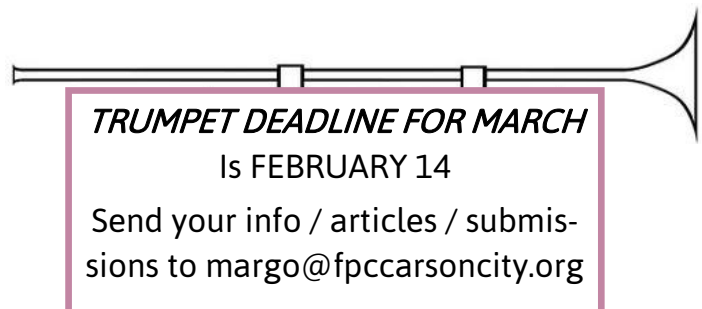 TRUMPET DEADLINE FOR MARCH
Is FEBRUARY 14
Send your info / articles / submis-
sions to margo@fpccarsoncity.org